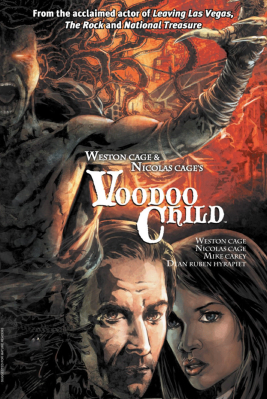 From the acclaimed actor of Leaving Las Vegas,
The Rock and National Treasure
WESTON CAGE &
NICOLAS CAGE'S
VOODOO
CHILD
WESTON CAGE
NICOLAS CAGE
MIKE CAREY
DEAN RUBEN HYRAPIET